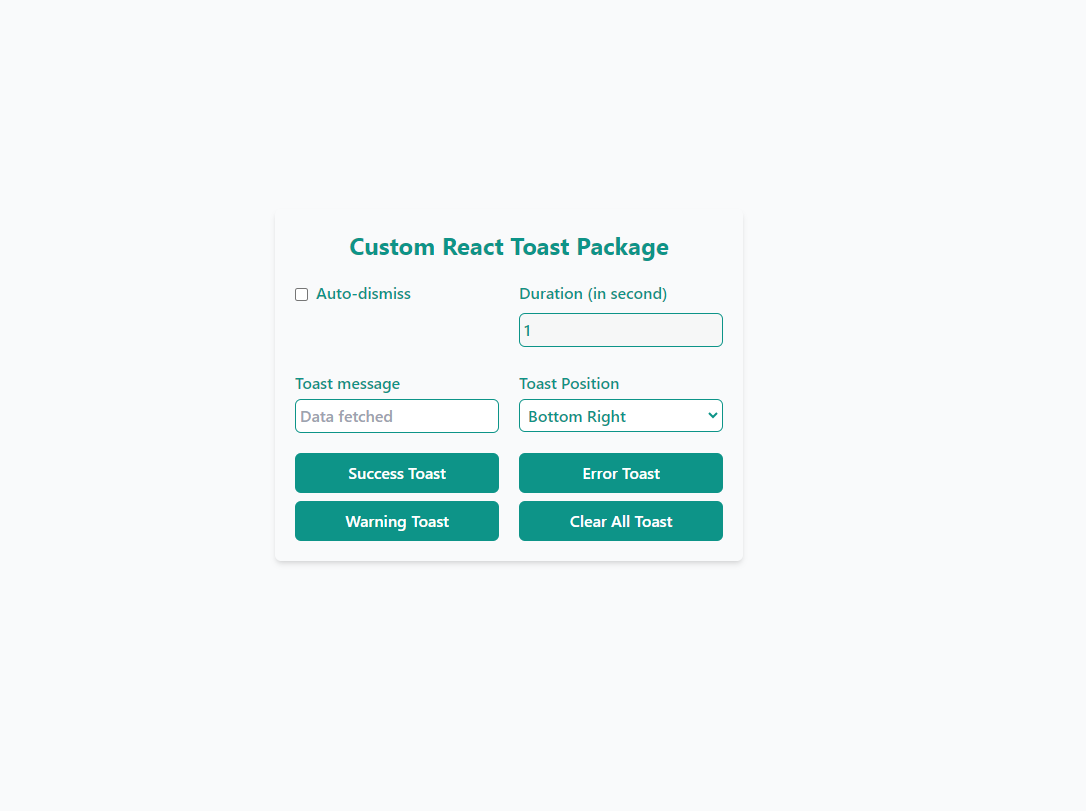 Custom React Toast Package
Auto-dismiss
Duration (in second)
1
Toast message
Toast Position
Data fetched
Bottom Right
Success Toast
Error Toast
Warning Toast
Clear All Toast